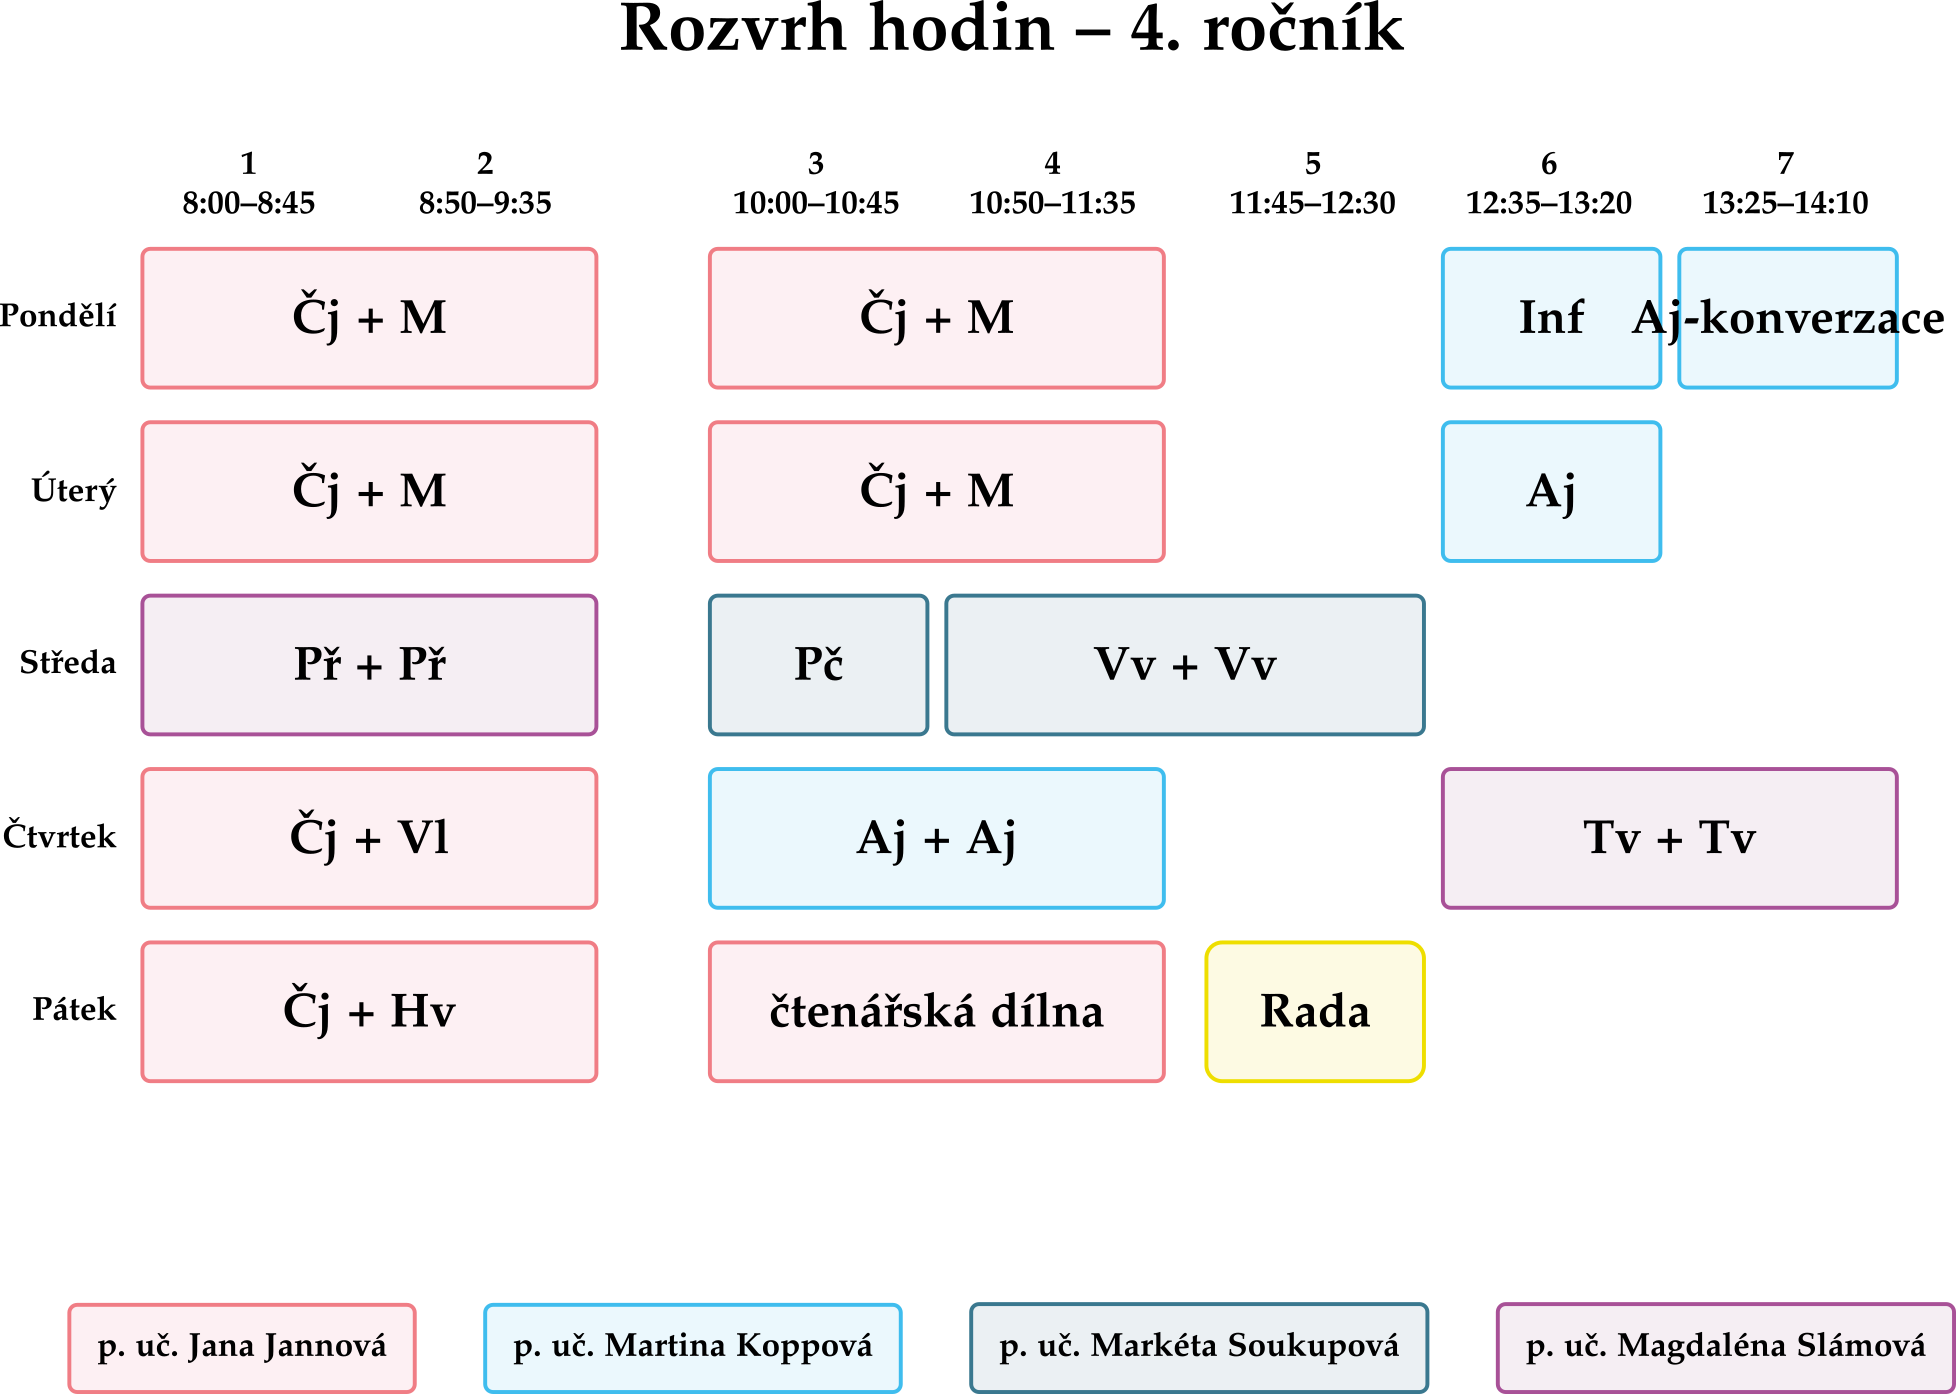 Rozvrh hodin – 4. ročník
1 2 3 4 5 6 7
8:00–8:45 8:50–9:35 10:00–10:45 10:50–11:35 11:45–12:30 12:35–13:20 13:25–14:10
Pondělí Čj + M Čj + M Inf Aj-konverzace
Úterý Čj + M Čj + M Aj
Středa Př + Př Pč Vv + Vv
Čtvrtek Čj + Vl Aj + Aj Tv + Tv
Pátek Čj + Hv čtenářská dílna Rada
p. uč. Jana Jannová p. uč. Martina Koppová p. uč. Markéta Soukupová p. uč. Magdaléna Slámová